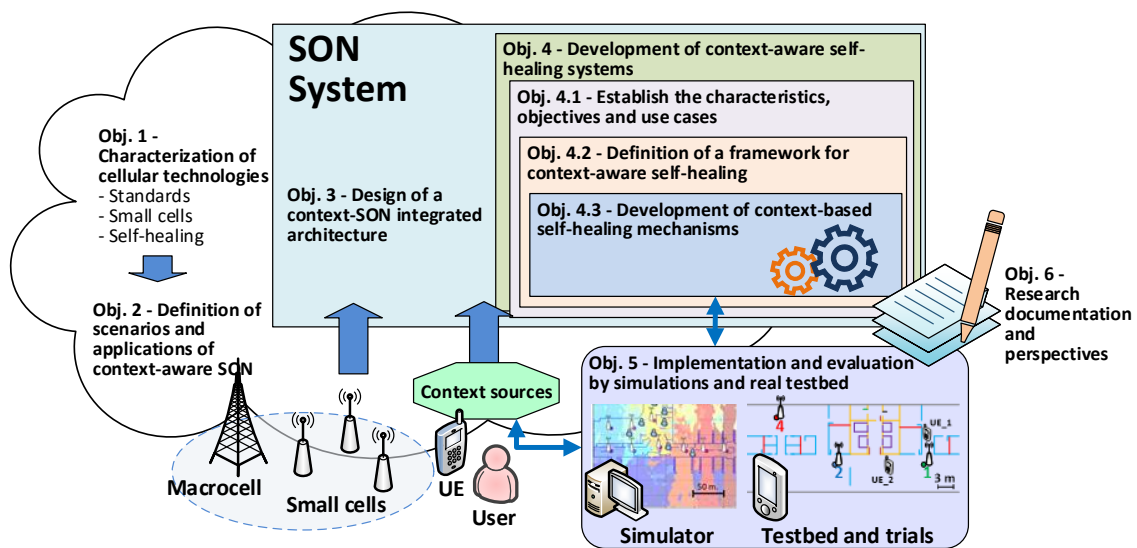 SON
System
Obj. 4 - Development of context-aware self-
healing systems
Obj. 4.1 - Establish the characteristics,
objectives and use cases
Obj. 4.2 - Definition of a framework for
context-aware self-healing
Obj. 4.3 - Development of context-based
self-healing mechanisms
Obj. 1 -
Characterization of
cellular technologies
- Standards
- Small cells
- Self-healing
Obj. 3 - Design of a
context-SON integrated
architecture
Obj. 2 - Definition of
scenarios and
applications of
context-aware SON
Obj. 6 -
Research
documentation
and
perspectives
Context sources
Macrocell
Small cells
UE
User
Obj. 5 - Implementation and evaluation
by simulations and real testbed
50 m.
4
UE_1
2
UE_2
1
3 m
Simulator
Testbed and trials